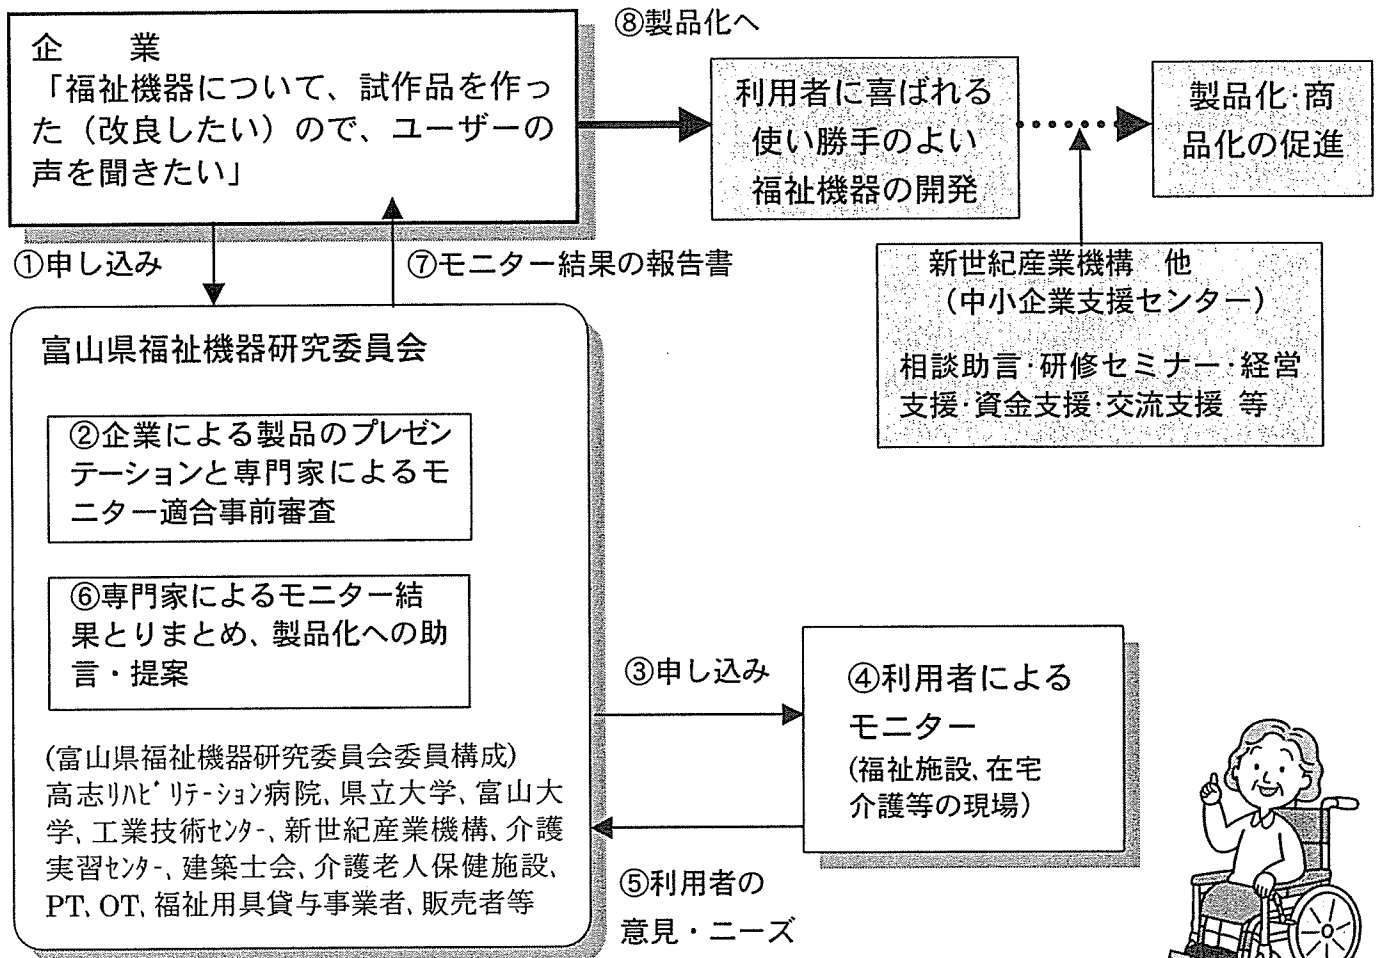 ⑧製品化へ
企　　業
「福祉機器について、試作品を作っ
た（改良したい）ので、ユーザーの
声を聞きたい」
利用者に喜ばれる
使い勝手のよい
福祉機器の開発
製品化・商
品化の促進
①申し込み
⑦モニター結果の報告書
新世紀産業機構　他
（中小企業支援センター）
相談助言・研修セミナー・経営
支援・資金支援・交流支援 等
富山県福祉機器研究委員会
②企業による製品のプレゼン
テーションと専門家によるモ
ニター適合事前審査
⑥専門家によるモニター結
果とりまとめ、製品化への助
言・提案
③申し込み
④利用者による
モニター
(福祉施設、在宅
介護等の現場)
(富山県福祉機器研究委員会委員構成)
高志ﾘﾊﾋﾞﾘﾃｰｼｮﾝ病院、県立大学、富山大
学、工業技術ｾﾝﾀｰ、新世紀産業機構、介護
実習ｾﾝﾀｰ、建築士会、介護老人保健施設、
PT、OT、福祉用具貸与事業者、販売者等
⑤利用者の
意見・ニーズ